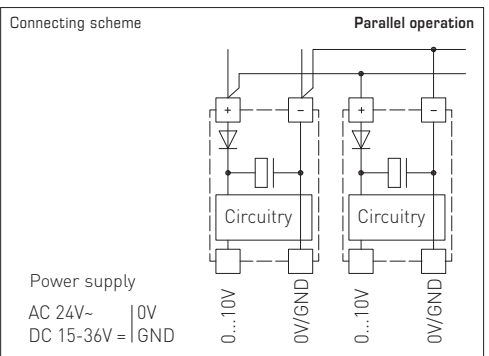 Connecting scheme
Parallel operation
+ − + −
Circuitry Circuitry
Power supply
AC 24V~ 0V
DC 15-36V = GND
0...10V
0V/GND
0...10V
0V/GND